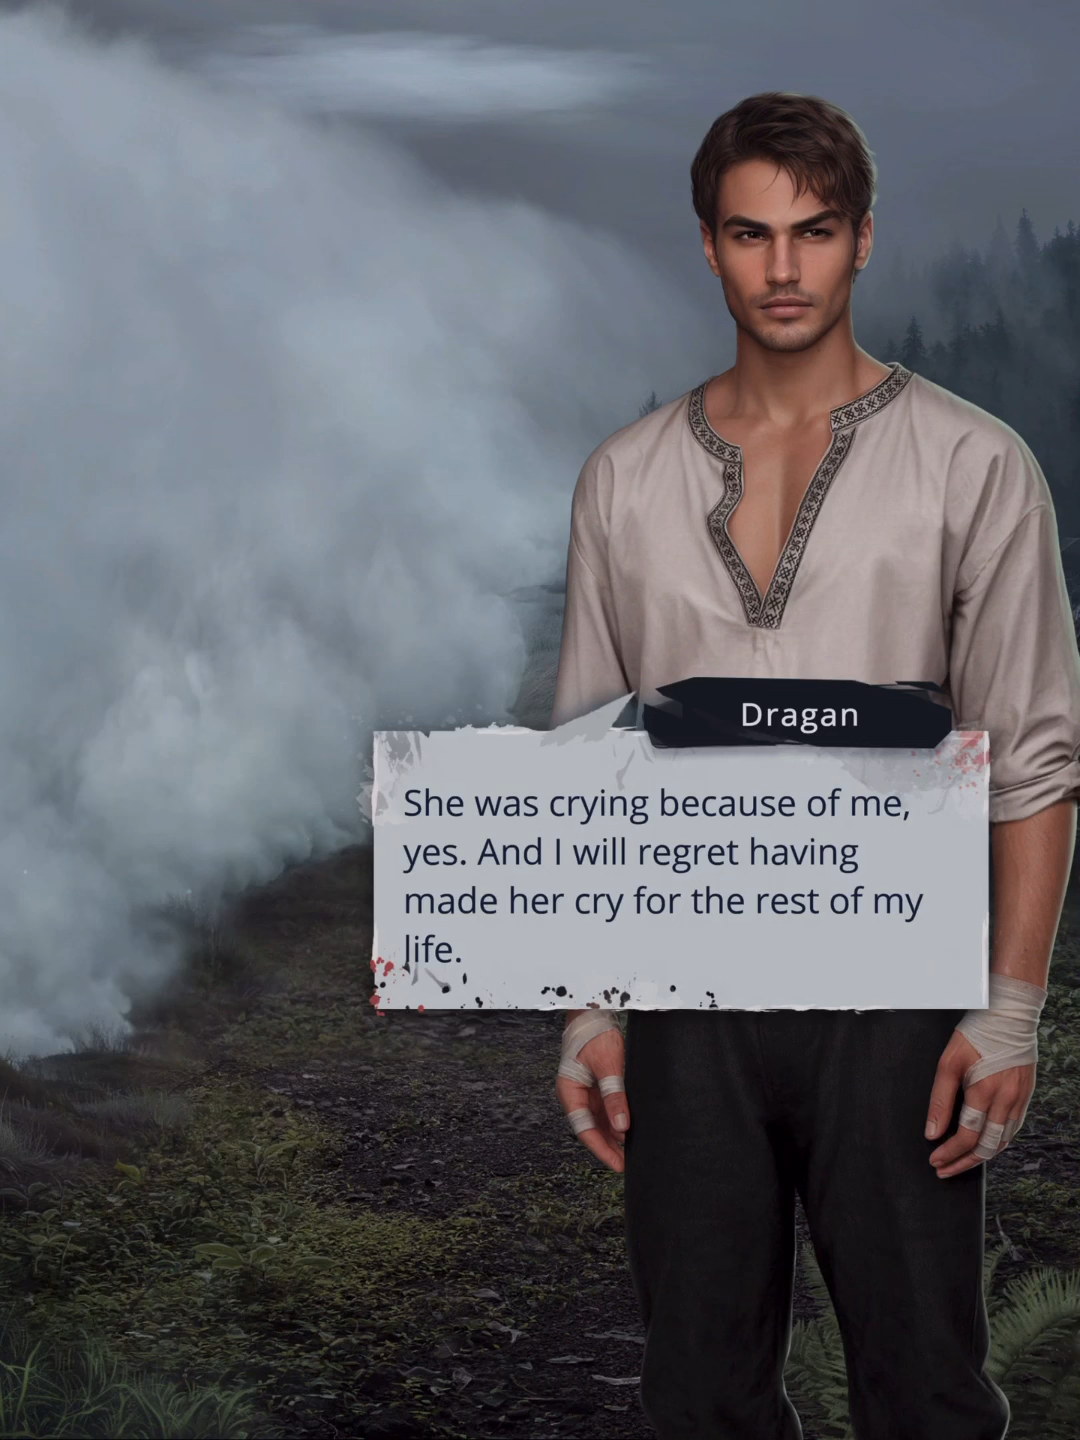 Dragan
She was crying because of me,
yes. And I will regret having
made her cry for the rest of my
life.